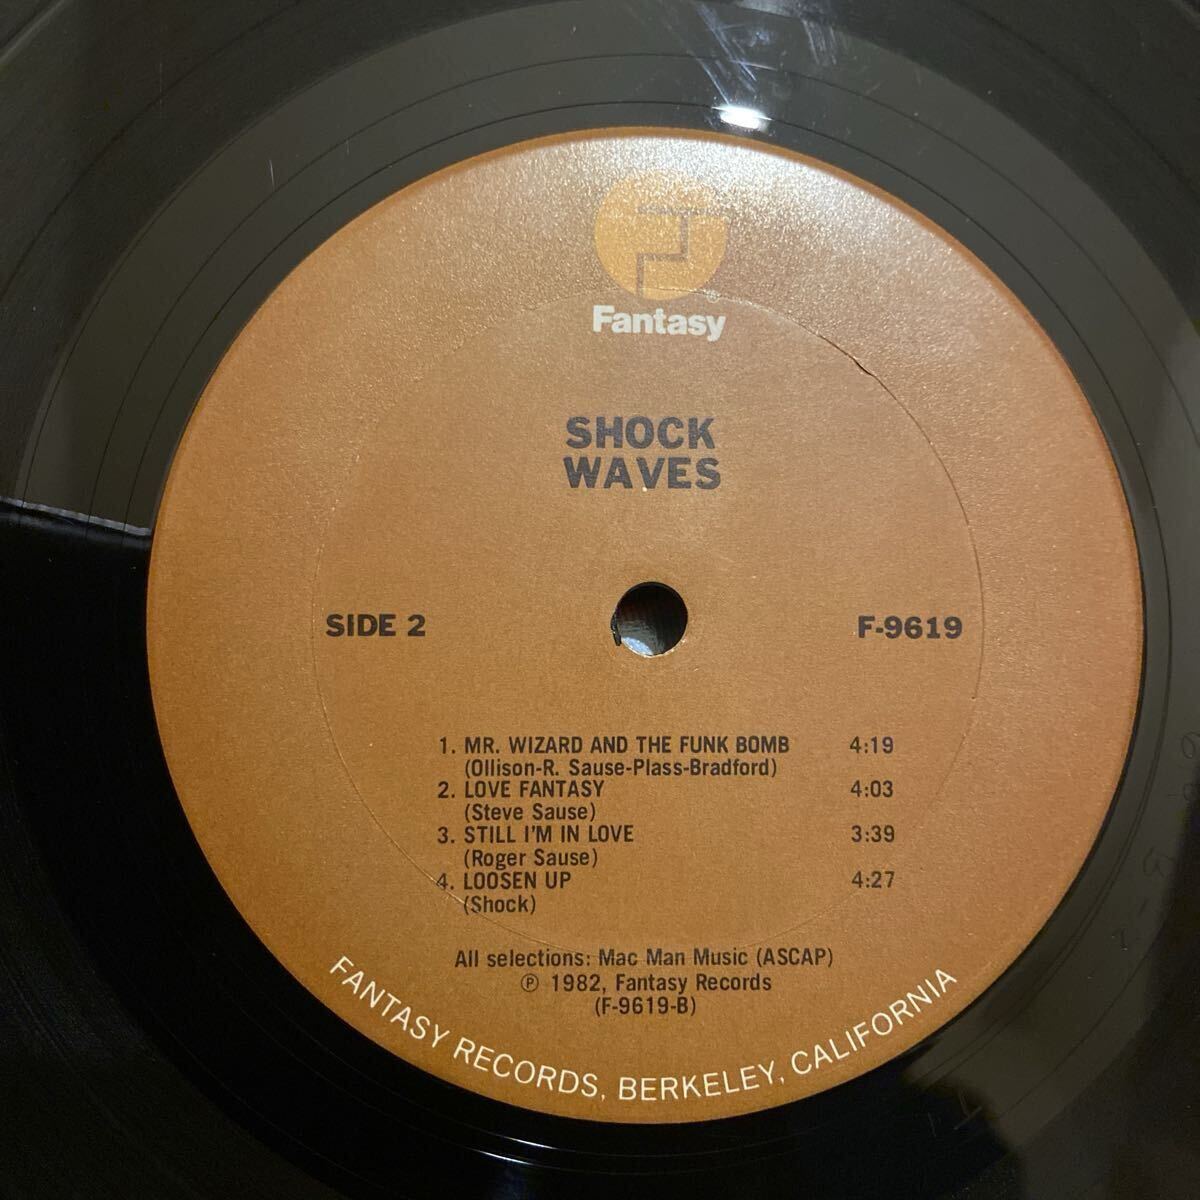 ®
Fantasy
SHOCK
WAVES
SIDE 2
F-9619
1. MR. WIZARD AND THE FUNK BOMB 4:19
(Ollison-R. Sause-Plass-Bradford)
2. LOVE FANTASY 4:03
(Steve Sause)
3. STILL I'M IN LOVE 3:39
(Roger Sause)
4. LOOSEN UP 4:27
(Shock)
All selections: Mac Man Music (ASCAP)
℗ 1982, Fantasy Records
(F-9619-B)
FANTASY RECORDS, BERKELEY, CALIFORNIA